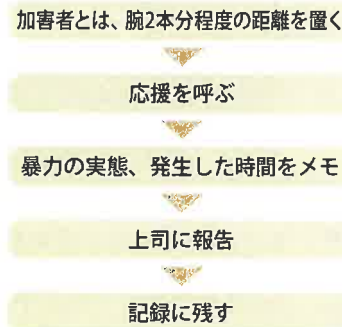 加害者とは、腕2本分程度の距離を置く
応援を呼ぶ
暴力の実態、発生した時間をメモ
上司に報告
記録に残す